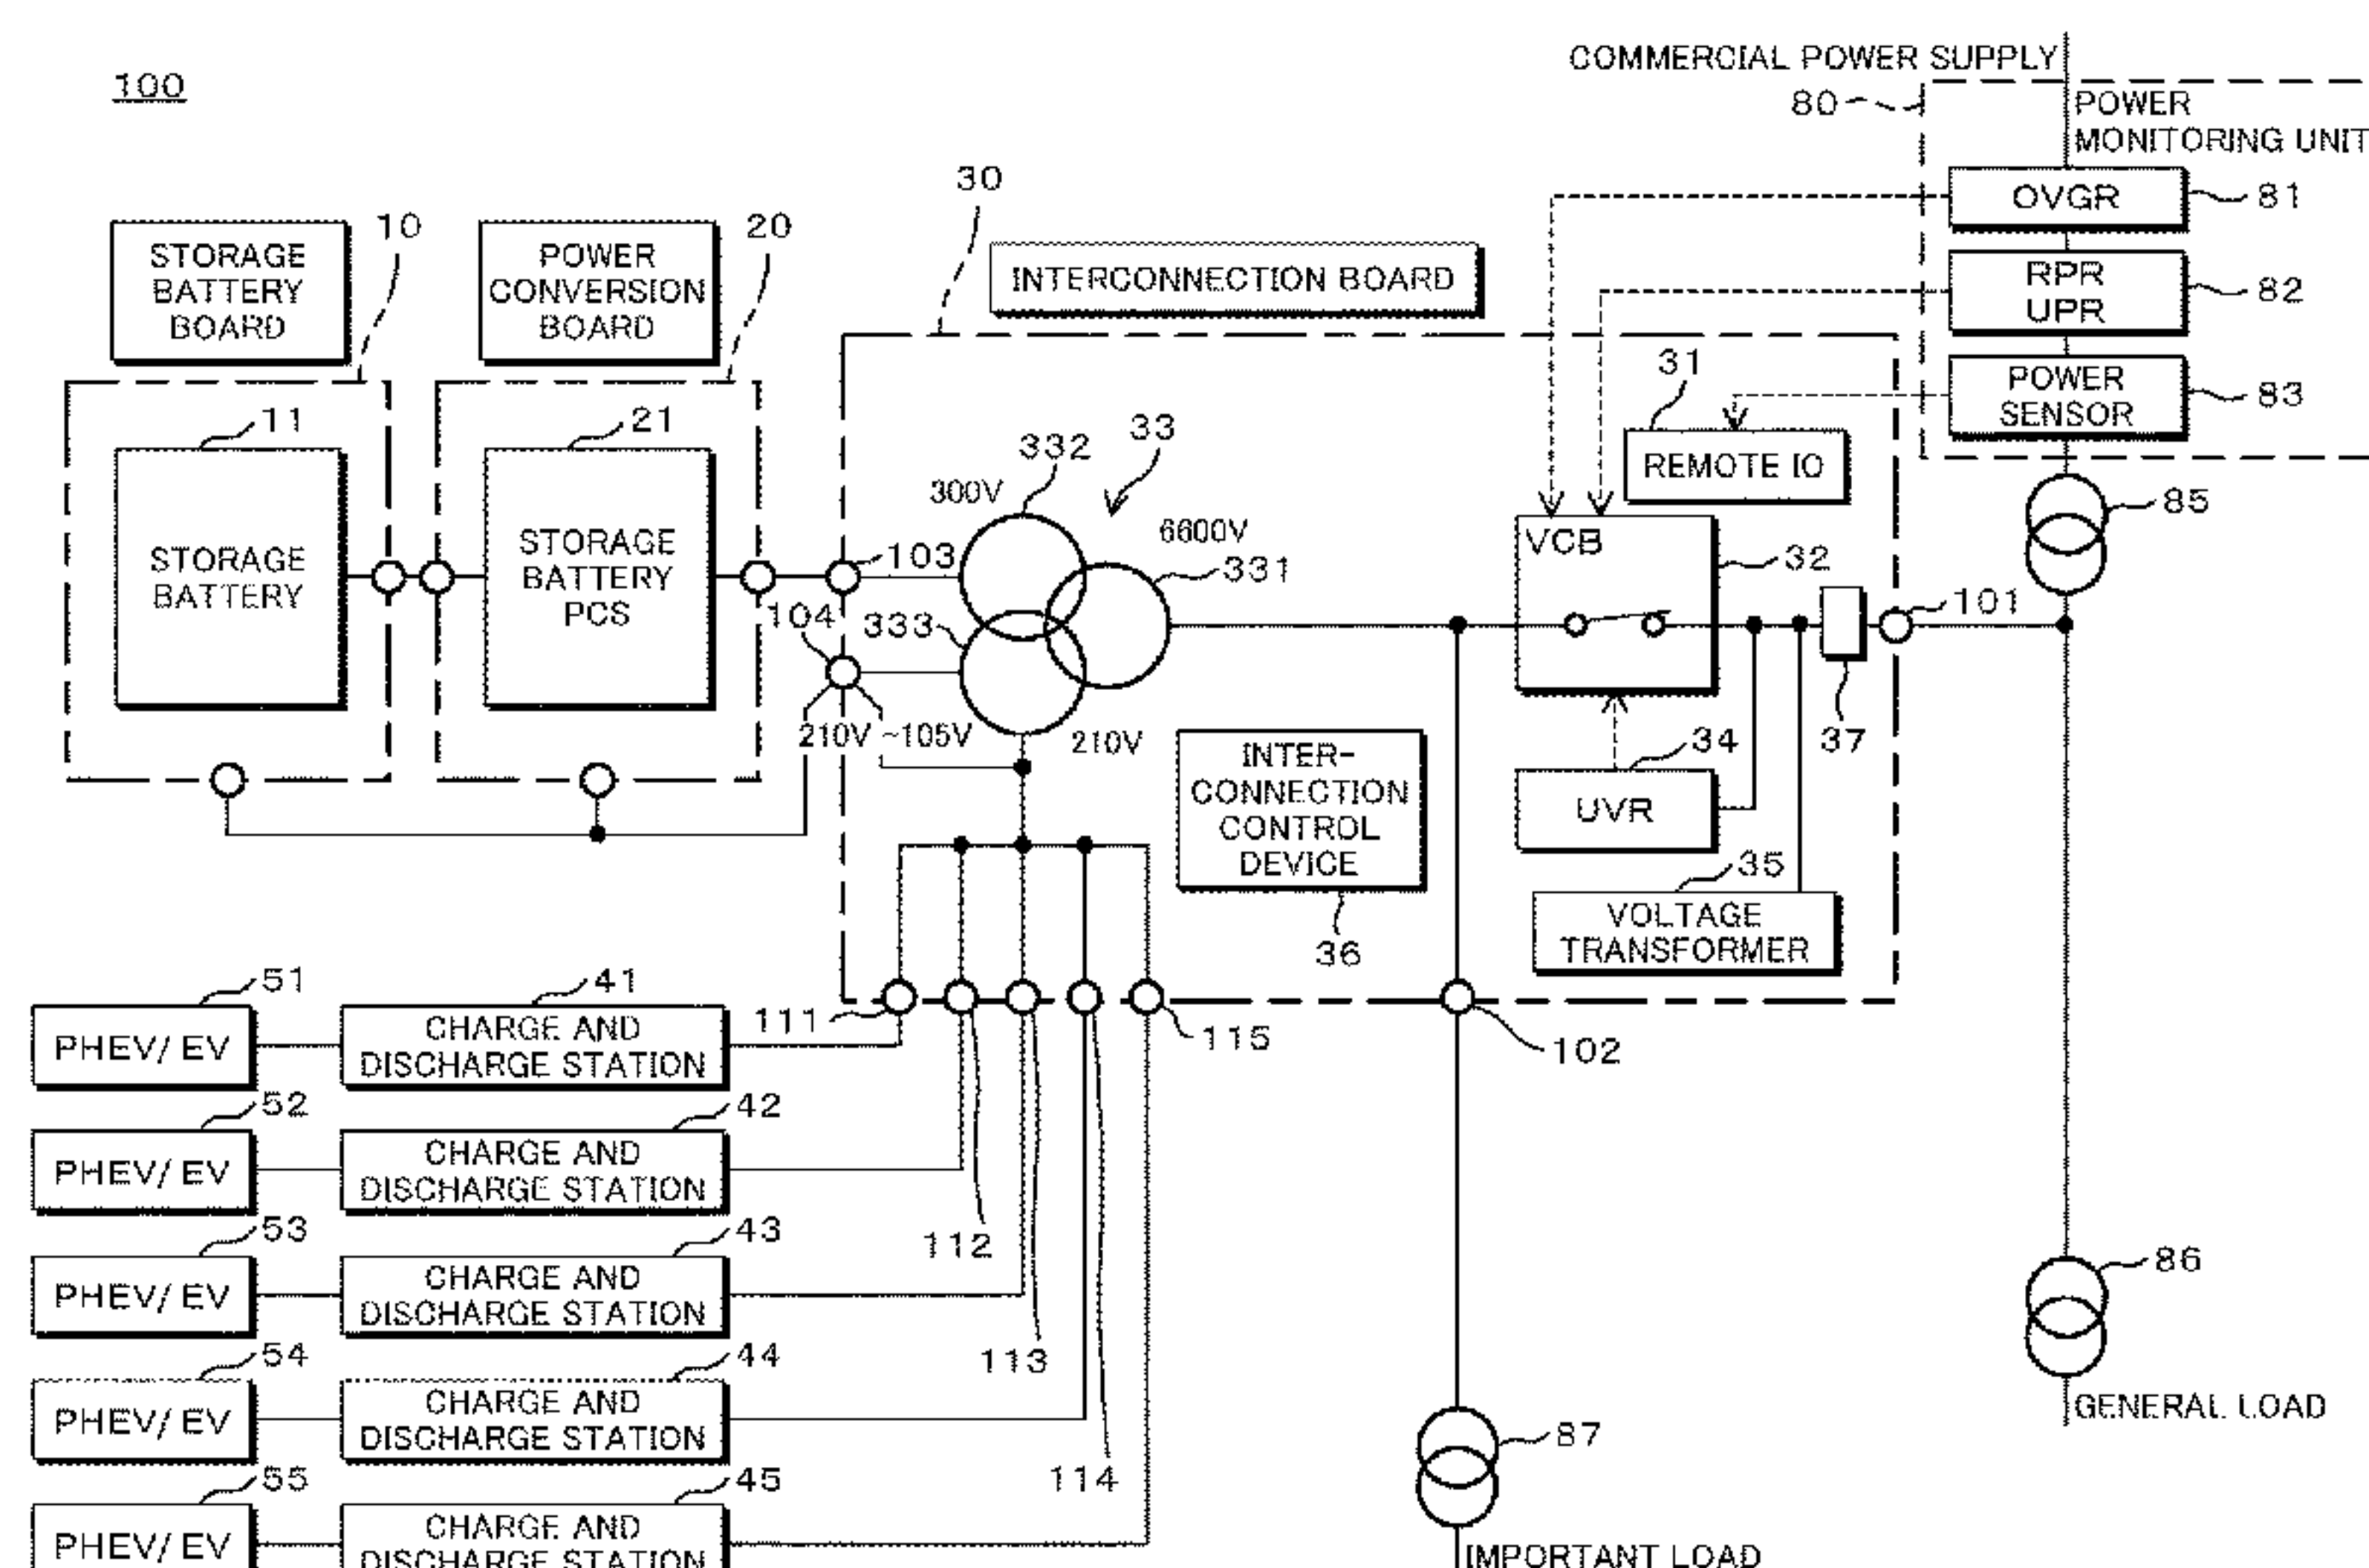 100
COMMERCIAL POWER SUPPLY
80
POWER
MONITORING UNIT
OVGR
81
RPR
UPR
82
POWER
SENSOR
83
30
INTERCONNECTION BOARD
STORAGE
BATTERY
BOARD
10
POWER
CONVERSION
BOARD
20
11
STORAGE
BATTERY
21
STORAGE
BATTERY
PCS
103
104
332
33
300V
6600V
331
333
210V ~105V
210V
31
REMOTE IO
VCB
32
101
37
85
34
UVR
35
VOLTAGE
TRANSFORMER
INTER-
CONNECTION
CONTROL
DEVICE
36
111
115
102
51
PHEV/ EV
41
CHARGE AND
DISCHARGE STATION
52
PHEV/ EV
42
CHARGE AND
DISCHARGE STATION
112
53
PHEV/ EV
43
CHARGE AND
DISCHARGE STATION
113
54
PHEV/ EV
44
CHARGE AND
DISCHARGE STATION
114
55
PHEV/ EV
45
CHARGE AND
DISCHARGE STATION
86
GENERAL LOAD
87
IMPORTANT LOAD